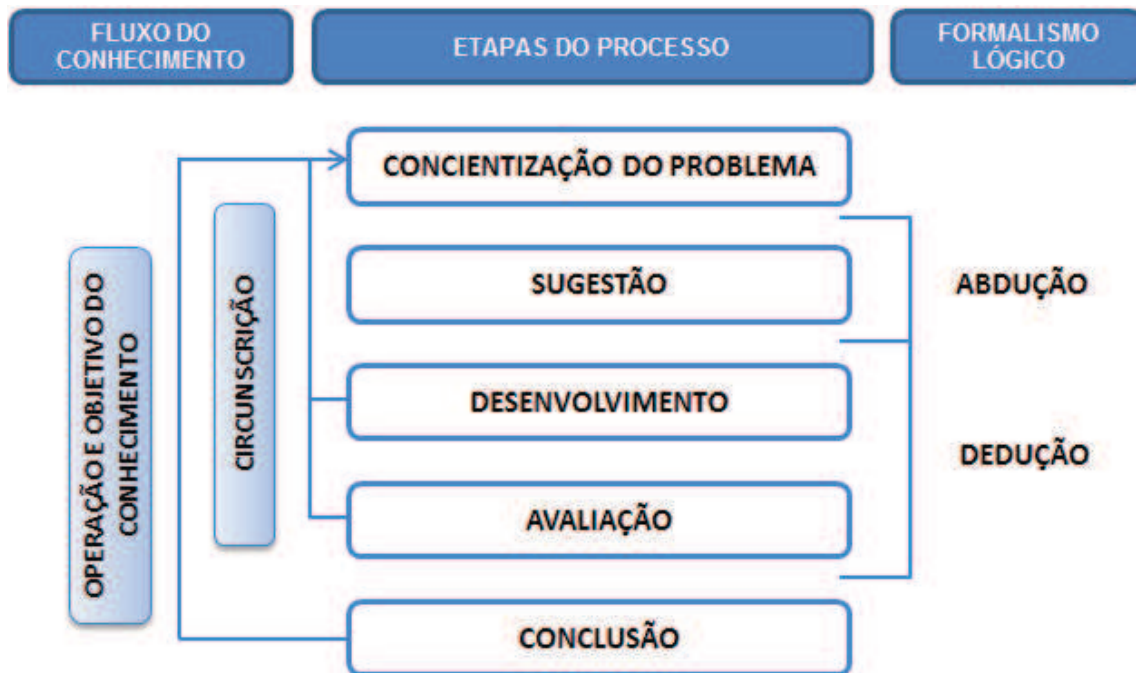 FLUXO DO
CONHECIMENTO
ETAPAS DO PROCESSO
FORMALISMO
LÓGICO
OPERAÇÃO E OBJETIVO DO
CONHECIMENTO
CIRCUNSCRIÇÃO
CONCIENTIZAÇÃO DO PROBLEMA
SUGESTÃO
DESENVOLVIMENTO
AVALIAÇÃO
CONCLUSÃO
ABDUÇÃO
DEDUÇÃO